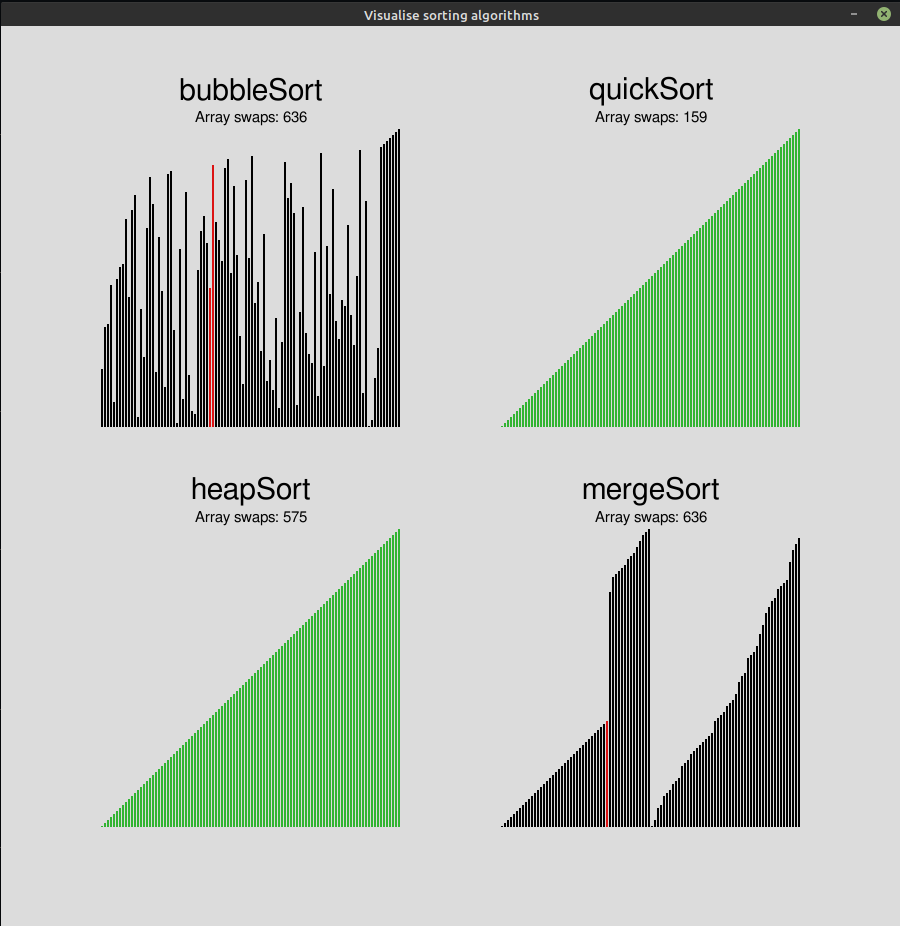 Visualise sorting algorithms
bubbleSort
Array swaps: 636
quickSort
Array swaps: 159
heapSort
Array swaps: 575
mergeSort
Array swaps: 636